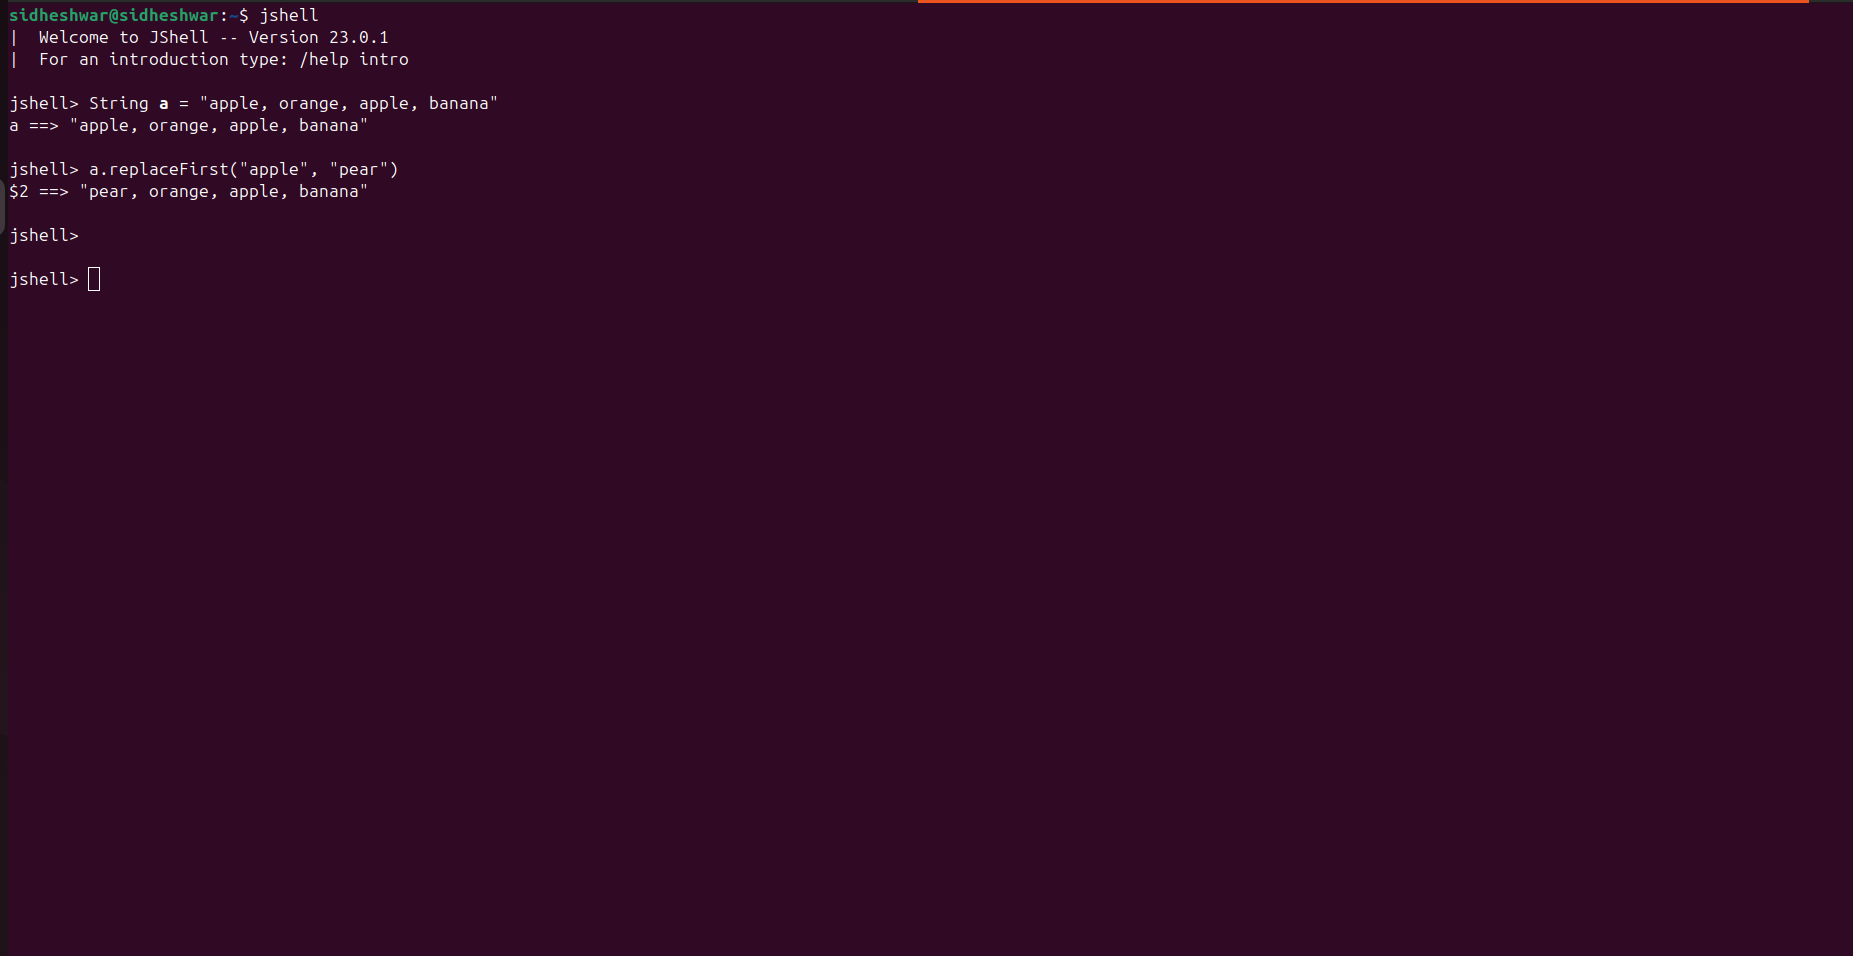 sidheshwar@sidheshwar:~$ jshell
|  Welcome to JShell -- Version 23.0.1
|  For an introduction type: /help intro
jshell> String a = "apple, orange, apple, banana"
a ==> "apple, orange, apple, banana"
jshell> a.replaceFirst("apple", "pear")
$2 ==> "pear, orange, apple, banana"
jshell>
jshell>